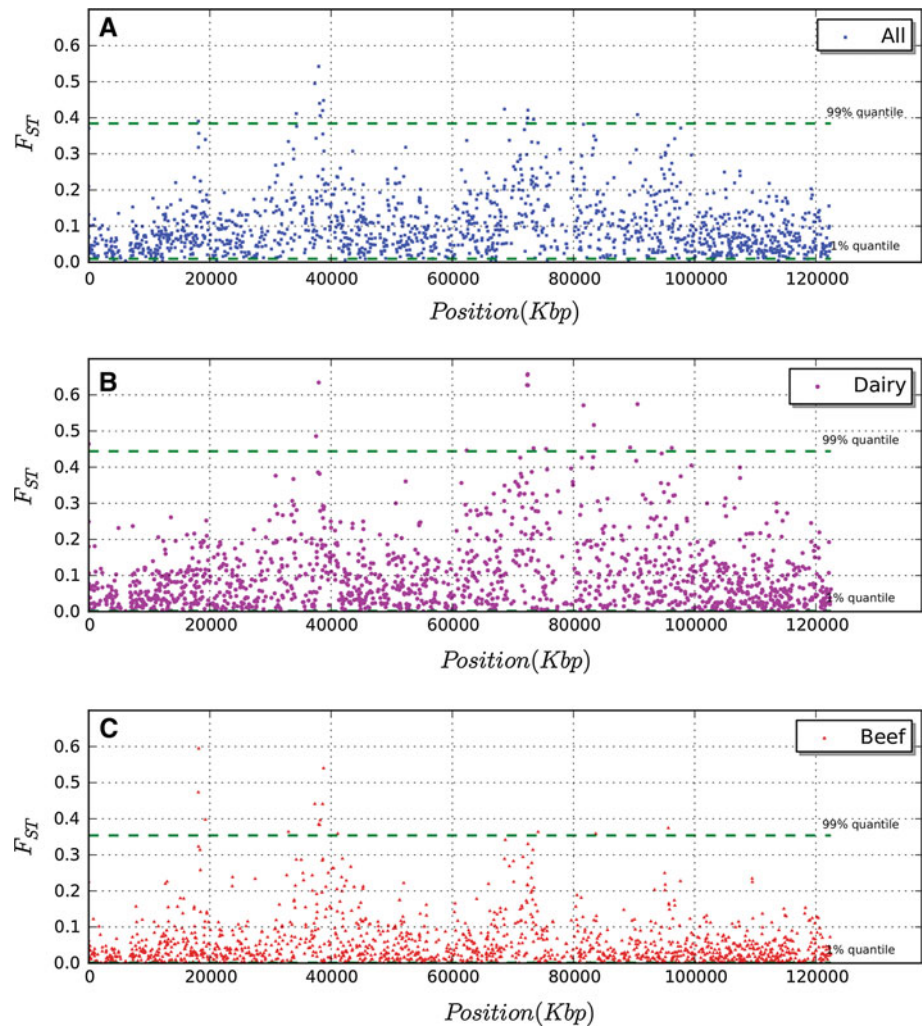 A
All
0.6
0.5
99% quantile
0.4
0.3
0.2
0.1
1% quantile
0.0
F_ST
0 20000 40000 60000 80000 100000 120000
Position(Kbp)
B
Dairy
0.6
0.5
99% quantile
0.4
0.3
0.2
0.1
1% quantile
0.0
F_ST
0 20000 40000 60000 80000 100000 120000
Position(Kbp)
C
Beef
0.6
0.5
0.4
99% quantile
0.3
0.2
0.1
1% quantile
0.0
F_ST
0 20000 40000 60000 80000 100000 120000
Position(Kbp)